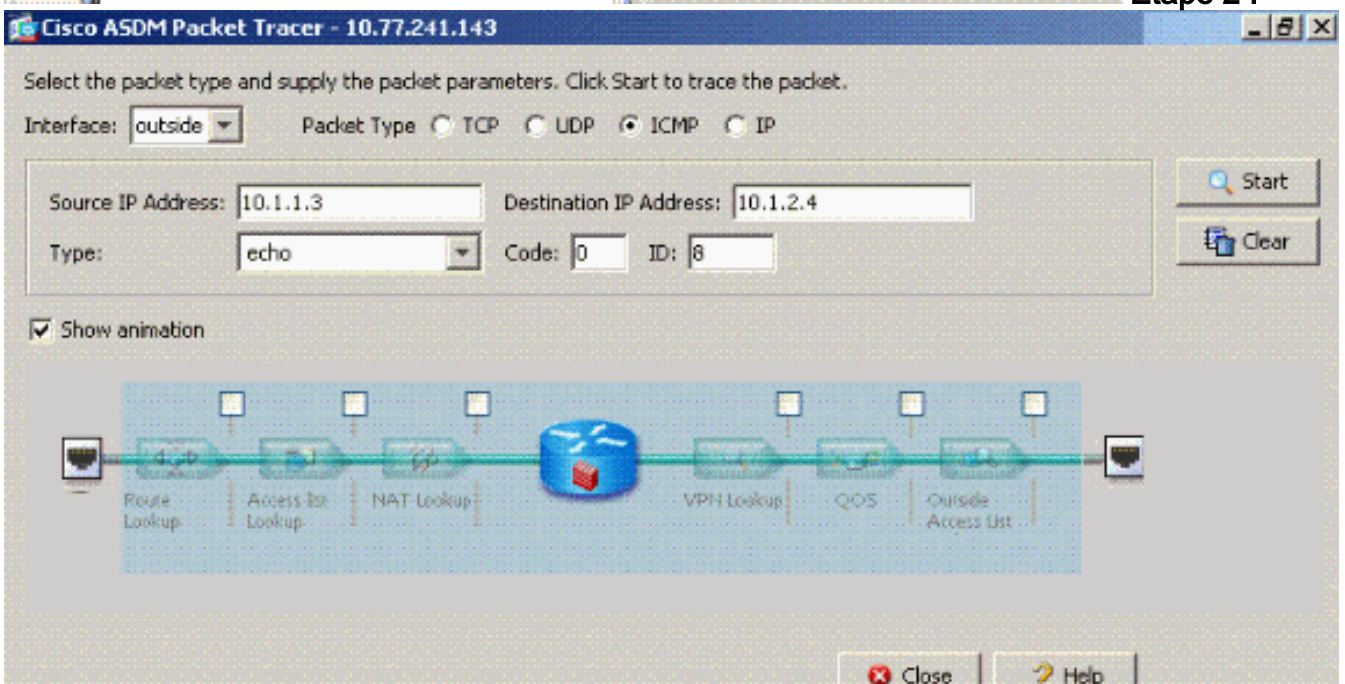 Étape 24
Cisco ASDM Packet Tracer - 10.77.241.143
Select the packet type and supply the packet parameters. Click Start to trace the packet.
Interface: outside Packet Type TCP UDP ICMP IP
Source IP Address: 10.1.1.3 Destination IP Address: 10.1.2.4
Start
Type: echo Code: 0 ID: 8
Clear
Show animation
Route Lookup
Access list Lookup
NAT Lookup
VPN Lookup
QOS
Outside Access List
Close
Help